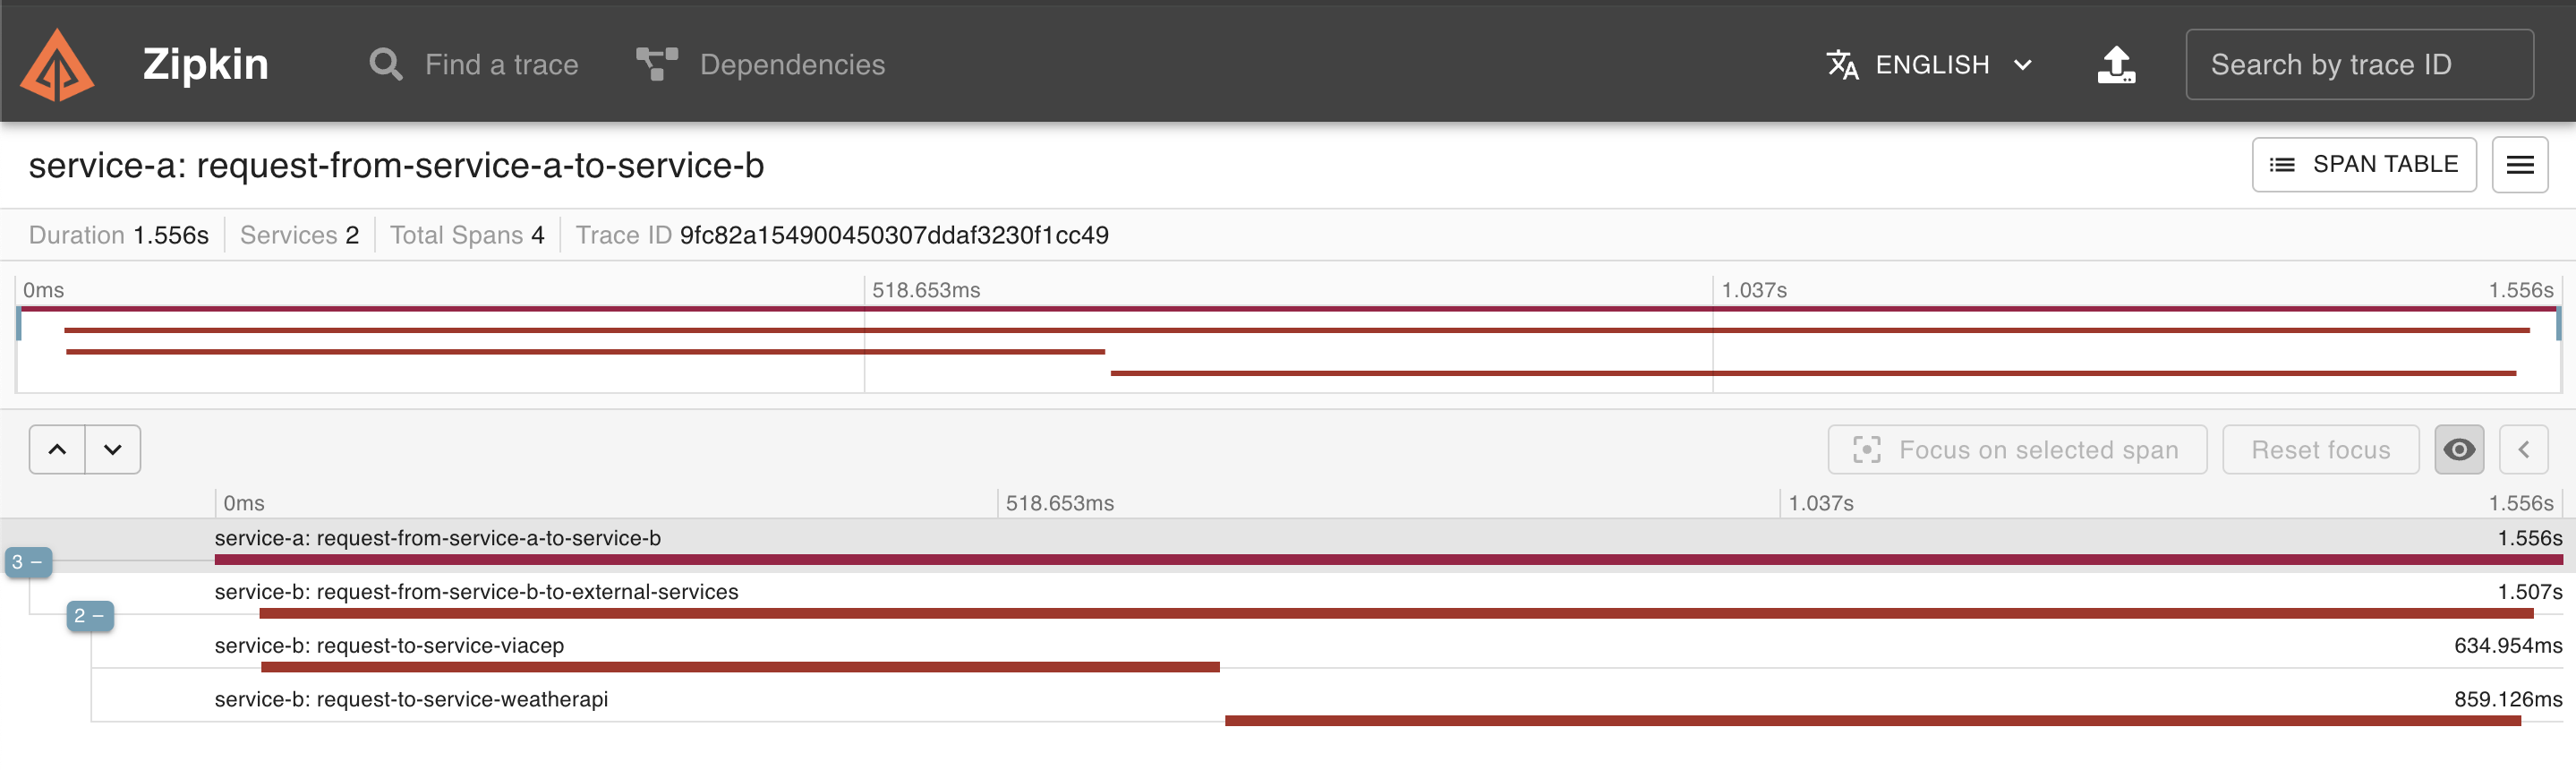 Zipkin Find a trace Dependencies ENGLISH Search by trace ID
service-a: request-from-service-a-to-service-b SPAN TABLE
Duration 1.556s Services 2 Total Spans 4 Trace ID 9fc82a154900450307ddaf3230f1cc49
0ms 518.653ms 1.037s 1.556s
Focus on selected span Reset focus
0ms 518.653ms 1.037s 1.556s
service-a: request-from-service-a-to-service-b 1.556s
3 −
service-b: request-from-service-b-to-external-services 1.507s
2 −
service-b: request-to-service-viacep 634.954ms
service-b: request-to-service-weatherapi 859.126ms